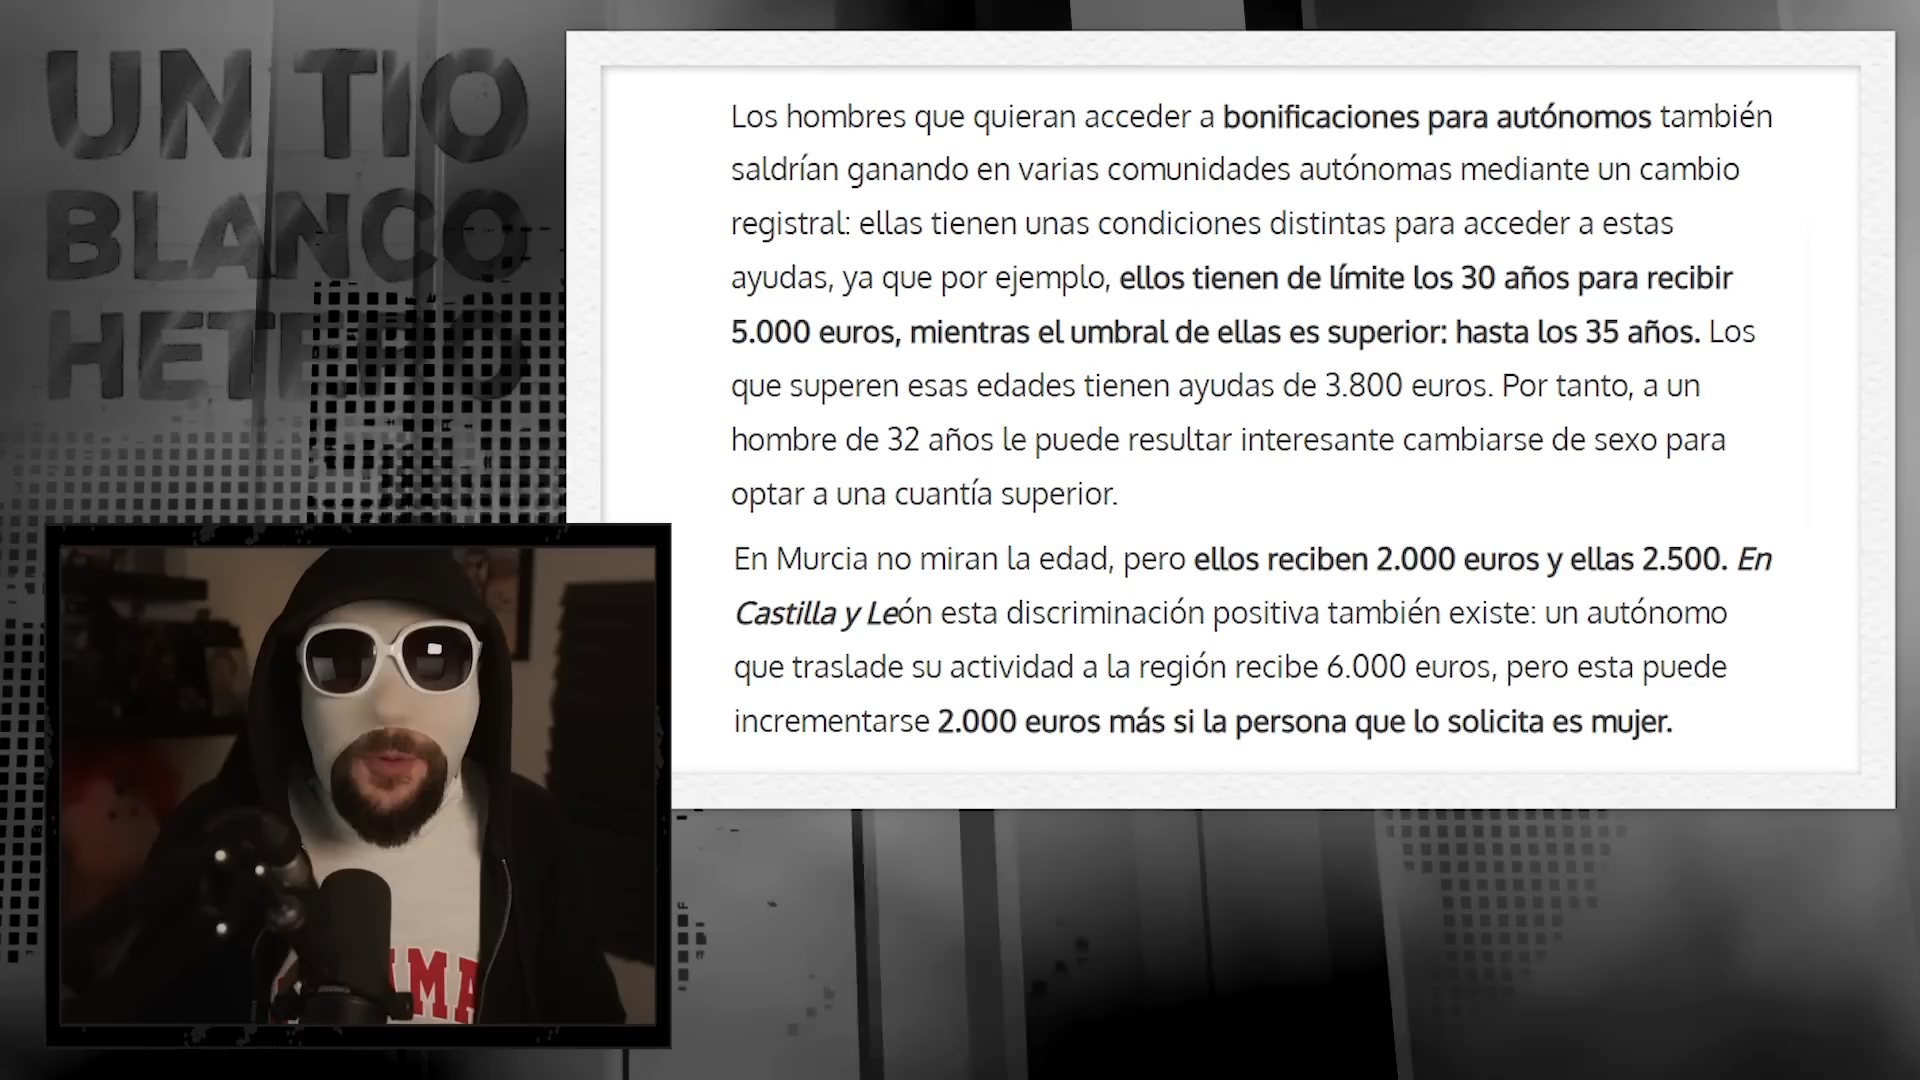 UN TIO
BLANCO
HETERO
Los hombres que quieran acceder a bonificaciones para autónomos también
saldrían ganando en varias comunidades autónomas mediante un cambio
registral: ellas tienen unas condiciones distintas para acceder a estas
ayudas, ya que por ejemplo, ellos tienen de límite los 30 años para recibir
5.000 euros, mientras el umbral de ellas es superior: hasta los 35 años. Los
que superen esas edades tienen ayudas de 3.800 euros. Por tanto, a un
hombre de 32 años le puede resultar interesante cambiarse de sexo para
optar a una cuantía superior.
En Murcia no miran la edad, pero ellos reciben 2.000 euros y ellas 2.500. En
Castilla y León esta discriminación positiva también existe: un autónomo
que traslade su actividad a la región recibe 6.000 euros, pero esta puede
incrementarse 2.000 euros más si la persona que lo solicita es mujer.